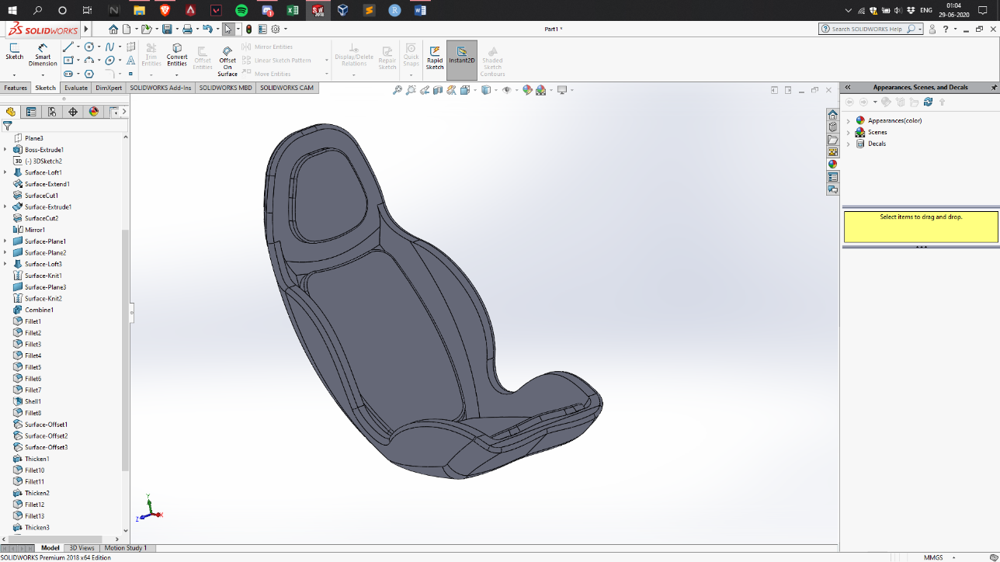 01:04
ENG
29-06-2020
SW
2018
SOLIDWORKS
Part1 *
Search SOLIDWORKS Help
Sketch
Smart Dimension
Trim Entities
Convert Entities
Offset Entities
Offset On Surface
Mirror Entities
Linear Sketch Pattern
Move Entities
Display/Delete Relations
Repair Sketch
Quick Snaps
Rapid Sketch
Instant2D
Shaded Sketch Contours
Features
Sketch
Evaluate
DimXpert
SOLIDWORKS Add-Ins
SOLIDWORKS MBD
SOLIDWORKS CAM
Appearances, Scenes, and Decals
Appearances(color)
Scenes
Decals
Select items to drag and drop.
Plane3
Boss-Extrude1
3D (-) 3DSketch2
Surface-Loft1
Surface-Extend1
SurfaceCut1
Surface-Extrude1
SurfaceCut2
Mirror1
Surface-Plane1
Surface-Plane2
Surface-Loft3
Surface-Knit1
Surface-Plane3
Surface-Knit2
Combine1
Fillet1
Fillet2
Fillet3
Fillet4
Fillet5
Fillet6
Fillet7
Shell1
Fillet8
Surface-Offset1
Surface-Offset2
Surface-Offset3
Thicken1
Fillet10
Fillet11
Thicken2
Fillet12
Fillet13
Thicken3
Y
Z
X
Model
3D Views
Motion Study 1
SOLIDWORKS Premium 2018 x64 Edition
MMGS